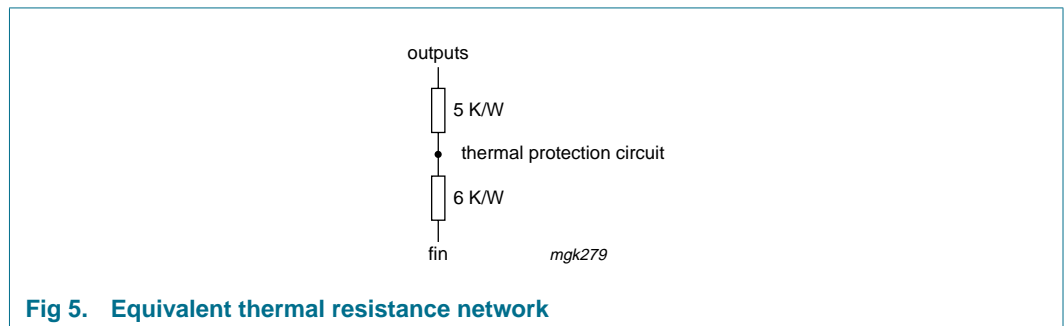 outputs
5 K/W
thermal protection circuit
6 K/W
fin
mgk279
Fig 5. Equivalent thermal resistance network